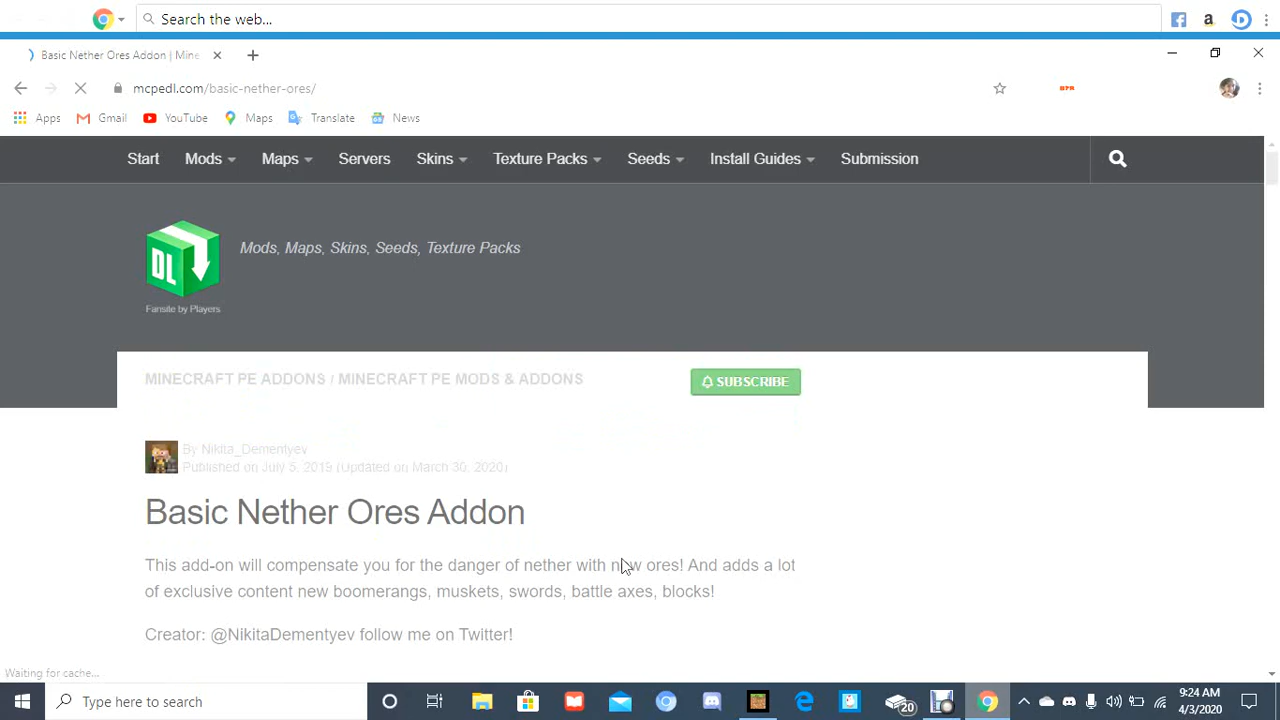 Search the web...
Basic Nether Ores Addon | Mine
mcpedl.com/basic-nether-ores/
Apps Gmail YouTube Maps Translate News
Start Mods Maps Servers Skins Texture Packs Seeds Install Guides Submission
DL
Mods, Maps, Skins, Seeds, Texture Packs
Fansite by Players
MINECRAFT PE ADDONS / MINECRAFT PE MODS & ADDONS
SUBSCRIBE
By Nikita_Dementyev
Published on July 5, 2019 (Updated on March 30, 2020)
Basic Nether Ores Addon
This add-on will compensate you for the danger of nether with new ores! And adds a lot
of exclusive content new boomerangs, muskets, swords, battle axes, blocks!
Creator: @NikitaDementyev follow me on Twitter!
Waiting for cache...
Type here to search
20
9:24 AM
4/3/2020